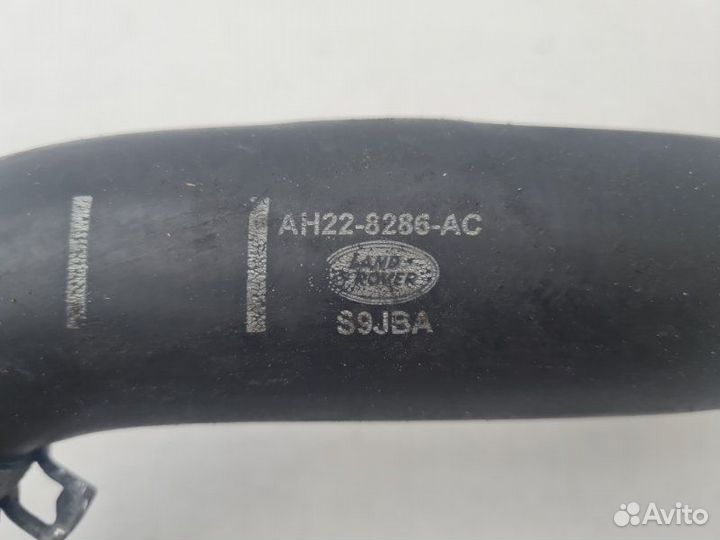 AH22-8286-AC
LAND-
ROVER
S9JBA
Avito